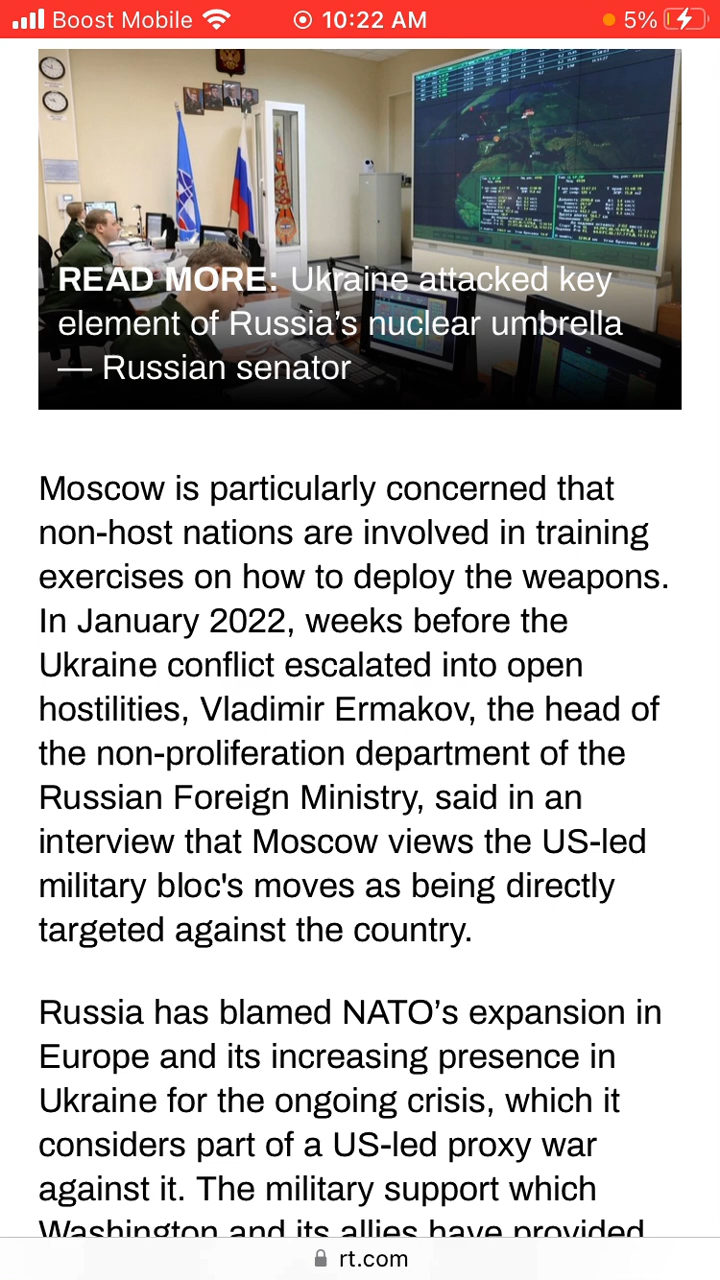 Boost Mobile 10:22 AM 5%
READ MORE: Ukraine attacked key
element of Russia’s nuclear umbrella
— Russian senator
Moscow is particularly concerned that
non-host nations are involved in training
exercises on how to deploy the weapons.
In January 2022, weeks before the
Ukraine conflict escalated into open
hostilities, Vladimir Ermakov, the head of
the non-proliferation department of the
Russian Foreign Ministry, said in an
interview that Moscow views the US-led
military bloc's moves as being directly
targeted against the country.
Russia has blamed NATO’s expansion in
Europe and its increasing presence in
Ukraine for the ongoing crisis, which it
considers part of a US-led proxy war
against it. The military support which
Washington and its allies have provided
rt.com